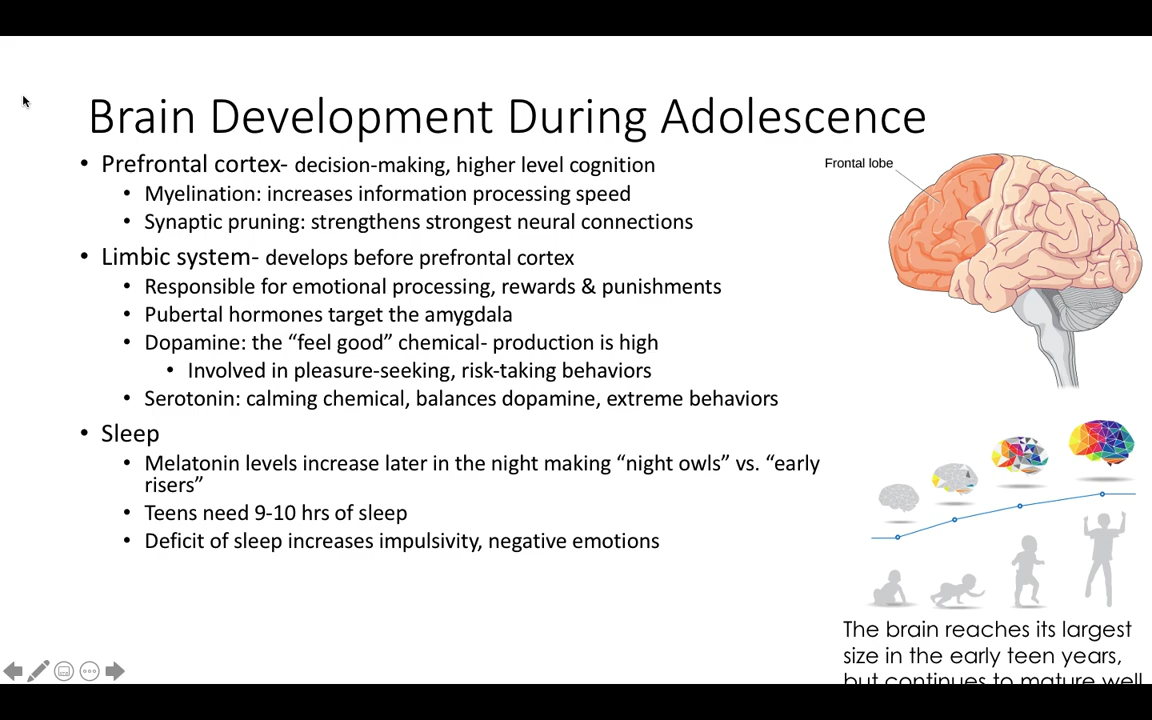 Brain Development During Adolescence
• Prefrontal cortex- decision-making, higher level cognition
• Myelination: increases information processing speed
• Synaptic pruning: strengthens strongest neural connections
• Limbic system- develops before prefrontal cortex
• Responsible for emotional processing, rewards & punishments
• Pubertal hormones target the amygdala
• Dopamine: the “feel good” chemical- production is high
• Involved in pleasure-seeking, risk-taking behaviors
• Serotonin: calming chemical, balances dopamine, extreme behaviors
• Sleep
• Melatonin levels increase later in the night making “night owls” vs. “early
risers”
• Teens need 9-10 hrs of sleep
• Deficit of sleep increases impulsivity, negative emotions
Frontal lobe
The brain reaches its largest
size in the early teen years,
but continues to mature well